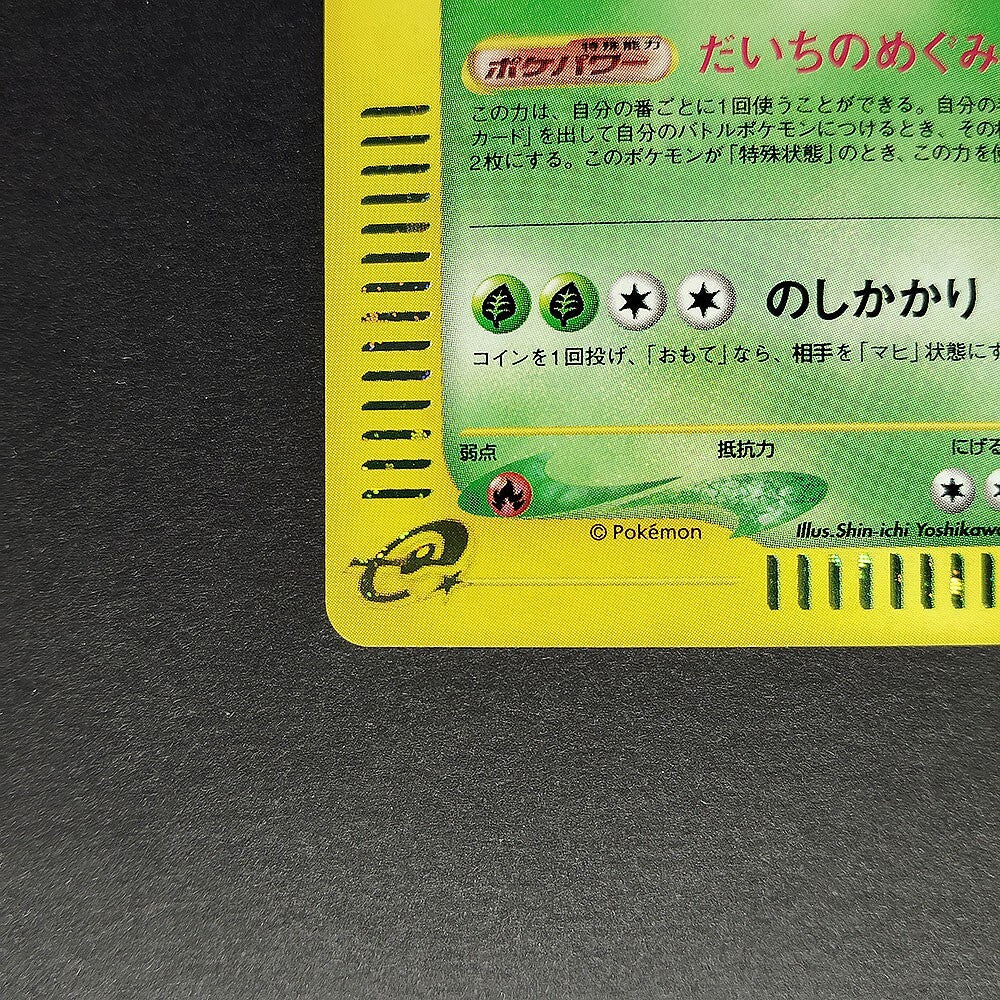 特殊能力
ポケパワー だいちのめぐみ
この力は、自分の番ごとに1回使うことができる。自分の
カード」を出して自分のバトルポケモンにつけるとき、その
2枚にする。このポケモンが「特殊状態」のとき、この力を使
のしかかり
コインを1回投げ、「おもて」なら、相手を「マヒ」状態にす
弱点 抵抗力 にげる
© Pokémon Illus. Shin-ichi Yoshikawa
e